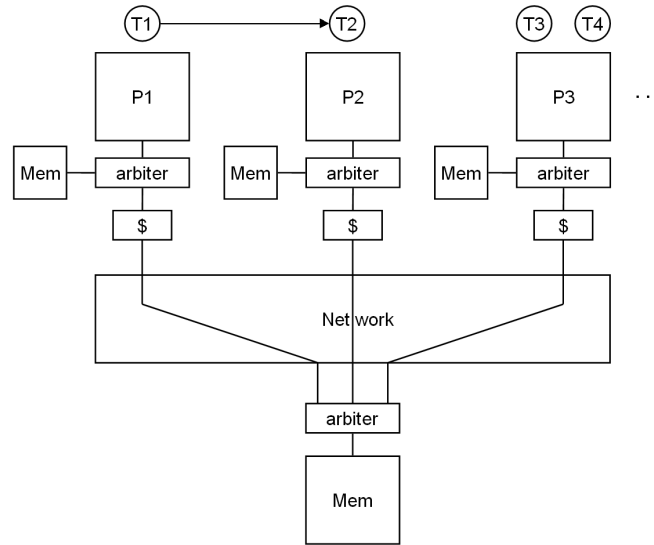 T1 T2 T3 T4
P1 P2 P3 . .
Mem arbiter Mem arbiter Mem arbiter
$ $ $
Network
arbiter
Mem